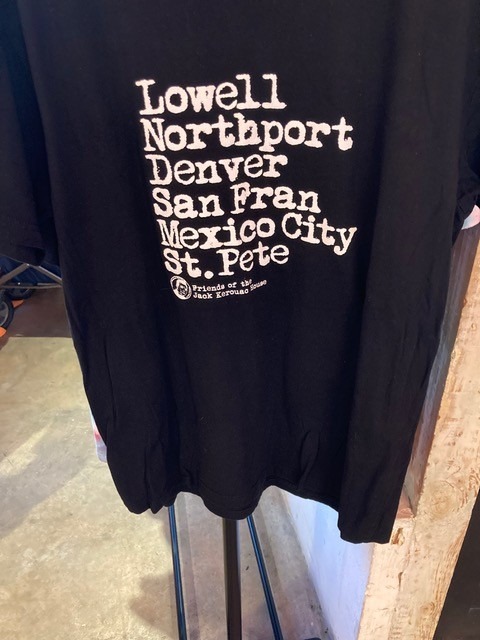 Lowell
Northport
Denver
San Fran
Mexico City
St. Pete
Friends of the
Jack Kerouac House